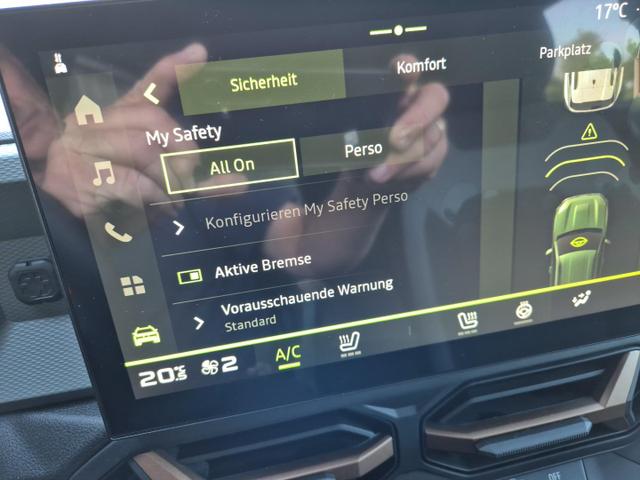 17°C
Sicherheit
Komfort
Parkplatz
My Safety
All On
Perso
Konfigurieren My Safety Perso
Aktive Bremse
Vorausschauende Warnung
Standard
20°.5
2
A/C
OFF